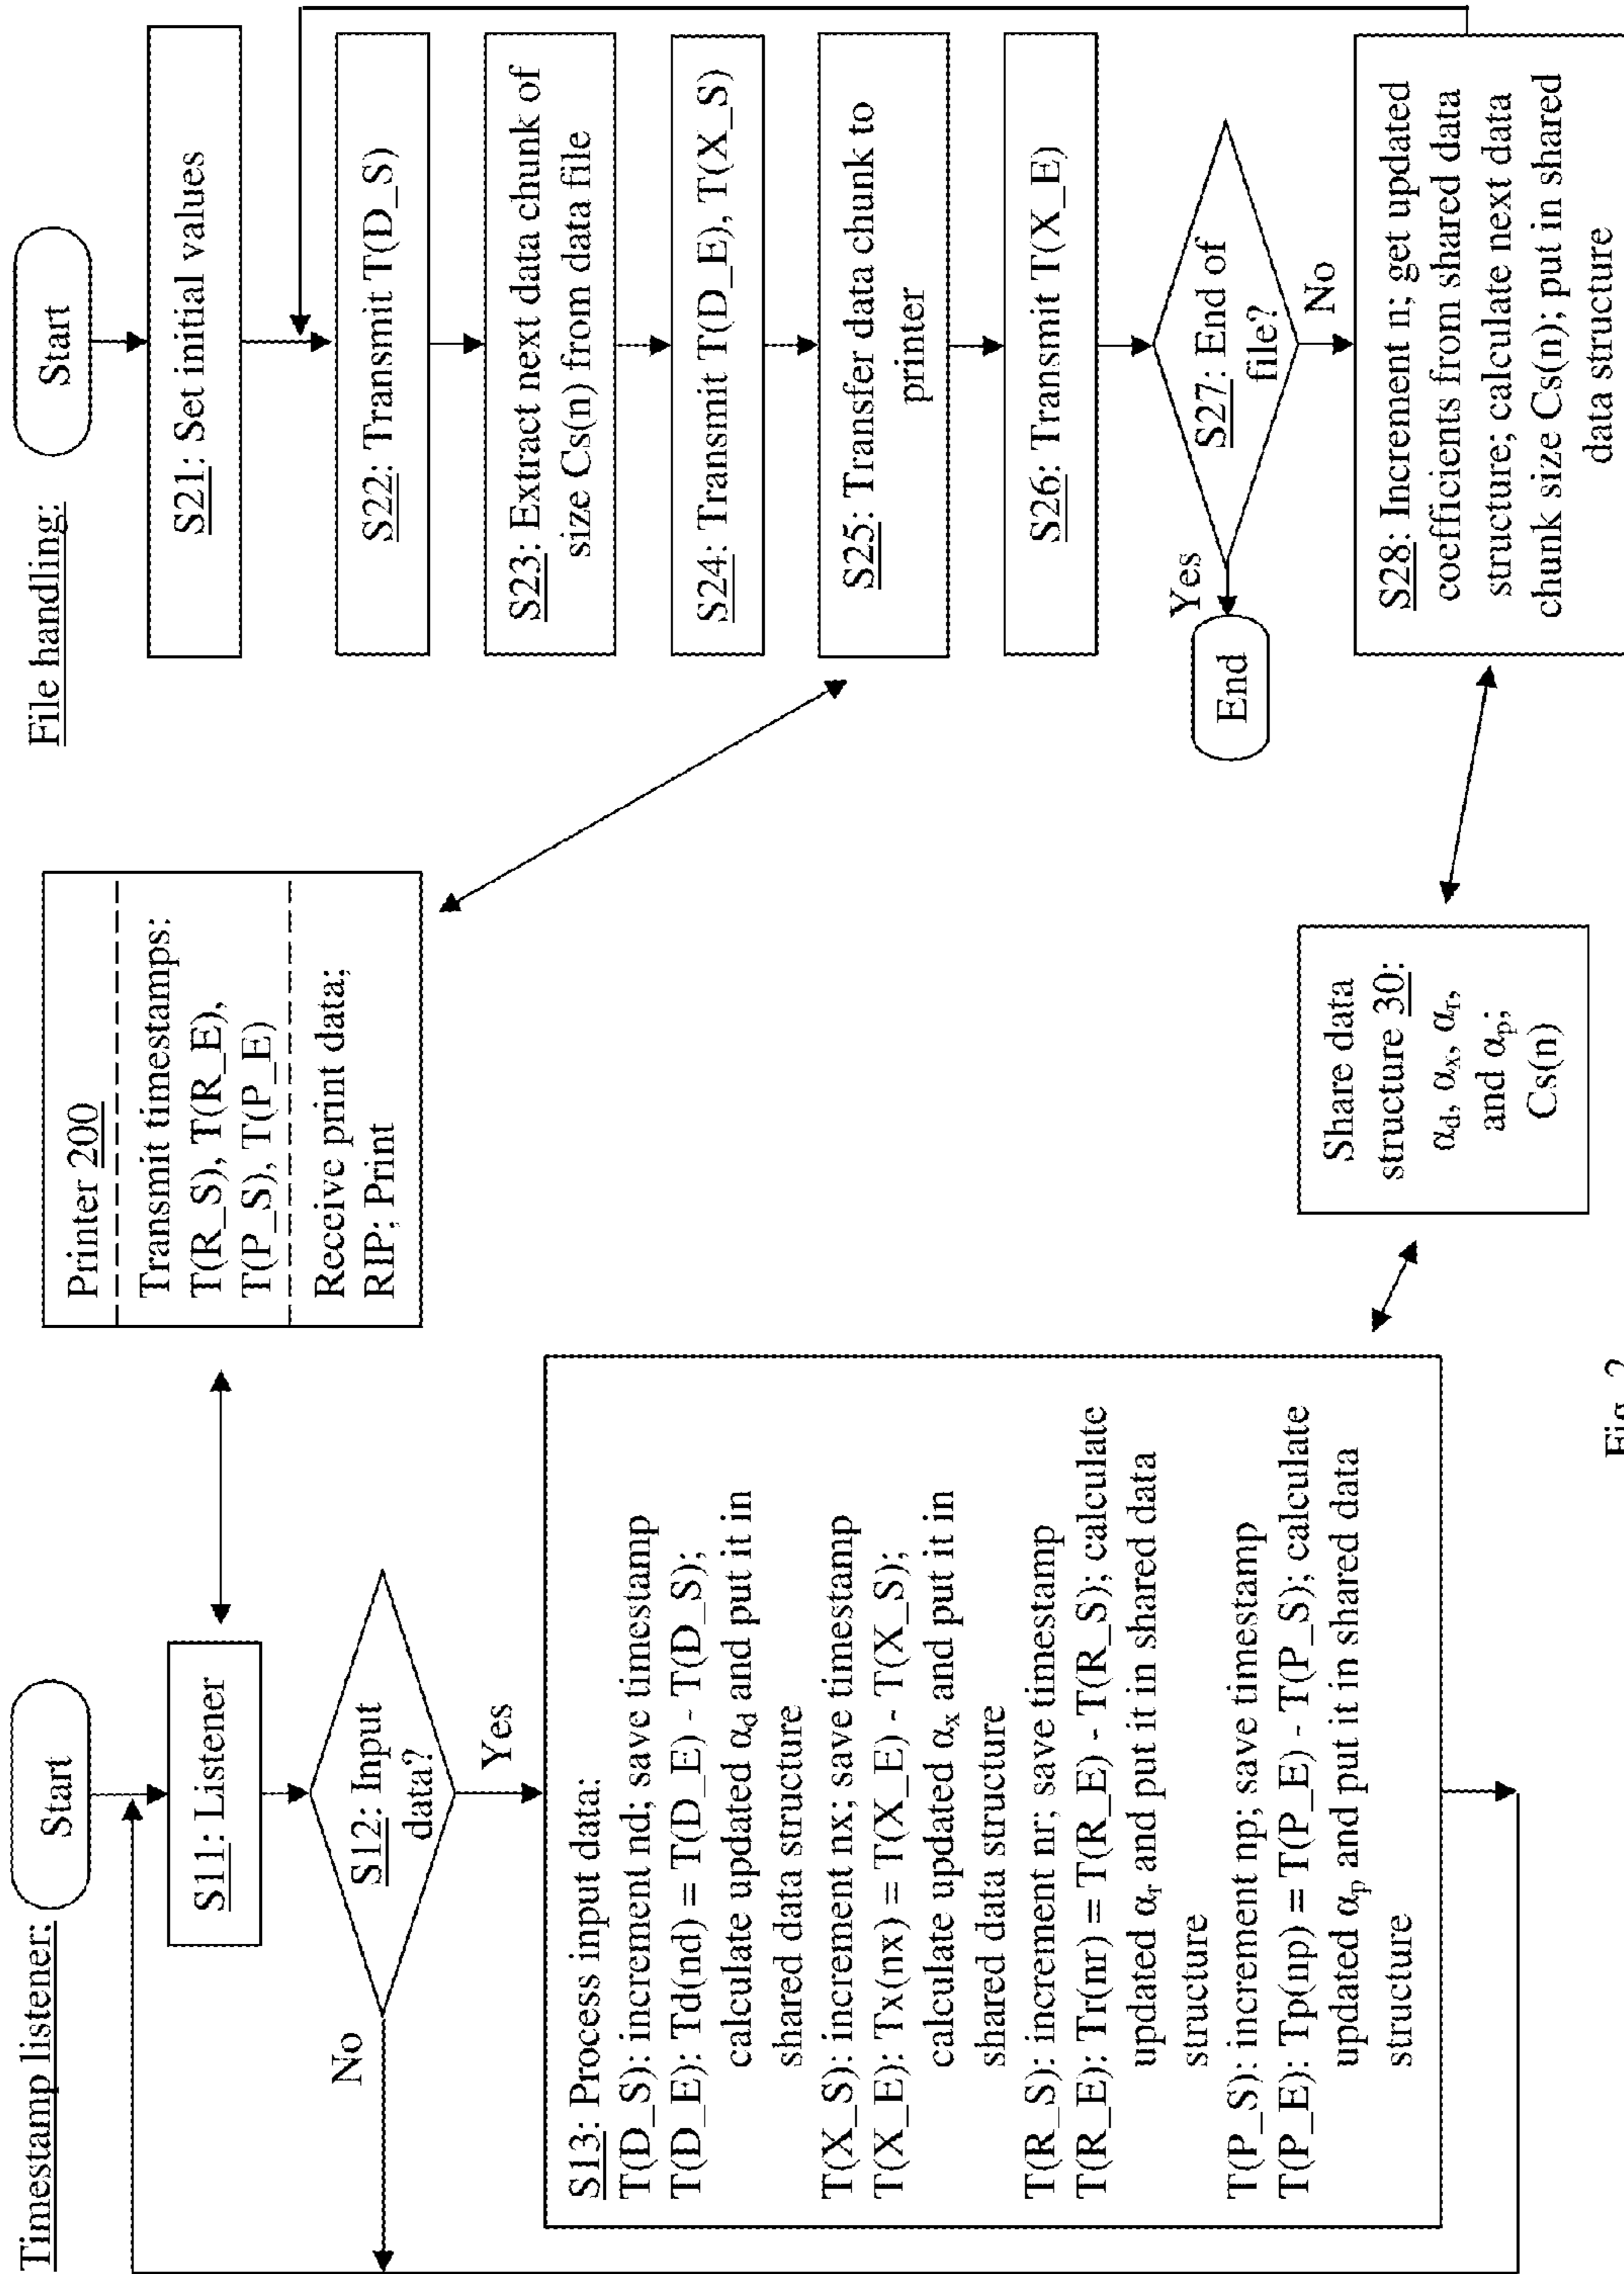 Timestamp listener:
Start
S11: Listener
S12: Input
data?
No
Yes
S13: Process input data:
T(D_S): increment nd; save timestamp
T(D_E): Td(nd) = T(D_E) - T(D_S);
calculate updated αd and put it in
shared data structure
T(X_S): increment nx; save timestamp
T(X_E): Tx(nx) = T(X_E) - T(X_S);
calculate updated αx and put it in
shared data structure
T(R_S): increment nr; save timestamp
T(R_E): Tr(nr) = T(R_E) - T(R_S); calculate
updated αr and put it in shared data
structure
T(P_S): increment np; save timestamp
T(P_E): Tp(np) = T(P_E) - T(P_S); calculate
updated αp and put it in shared data
structure
Printer 200
Transmit timestamps:
T(R_S), T(R_E),
T(P_S), T(P_E)
Receive print data;
RIP; Print
Share data
structure 30:
αd, αx, αr,
and αp;
Cs(n)
File handling:
Start
S21: Set initial values
S22: Transmit T(D_S)
S23: Extract next data chunk of
size Cs(n) from data file
S24: Transmit T(D_E), T(X_S)
S25: Transfer data chunk to
printer
S26: Transmit T(X_E)
S27: End of
file?
Yes
End
No
S28: Increment n; get updated
coefficients from shared data
structure; calculate next data
chunk size Cs(n); put in shared
data structure
Fig. 2